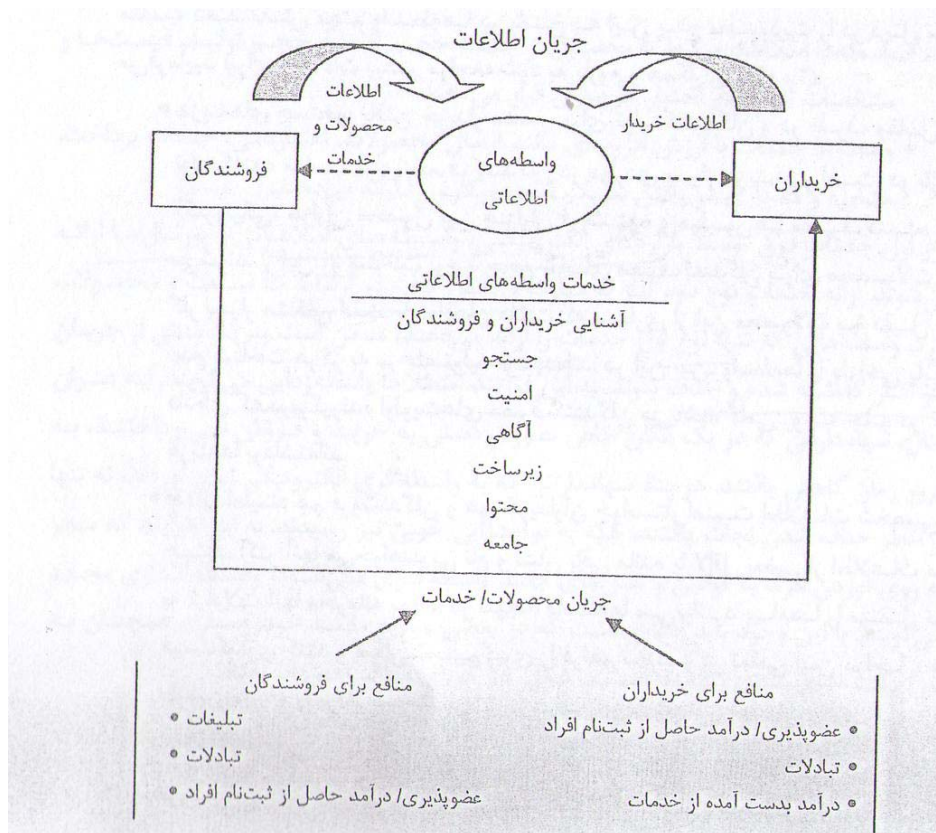 جریان اطلاعات
اطلاعات
محصولات و
خدمات
اطلاعات خریدار
فروشندگان
واسطه‌های
اطلاعاتی
خریداران
خدمات واسطه‌های اطلاعاتی
آشنایی خریداران و فروشندگان
جستجو
امنیت
آگاهی
زیرساخت
محتوا
جامعه
جریان محصولات/ خدمات
منافع برای خریداران
• عضوپذیری/ درآمد حاصل از ثبت‌نام افراد
• تبادلات
• درآمد بدست آمده از خدمات
منافع برای فروشندگان
• تبلیغات
• تبادلات
• عضوپذیری/ درآمد حاصل از ثبت‌نام افراد